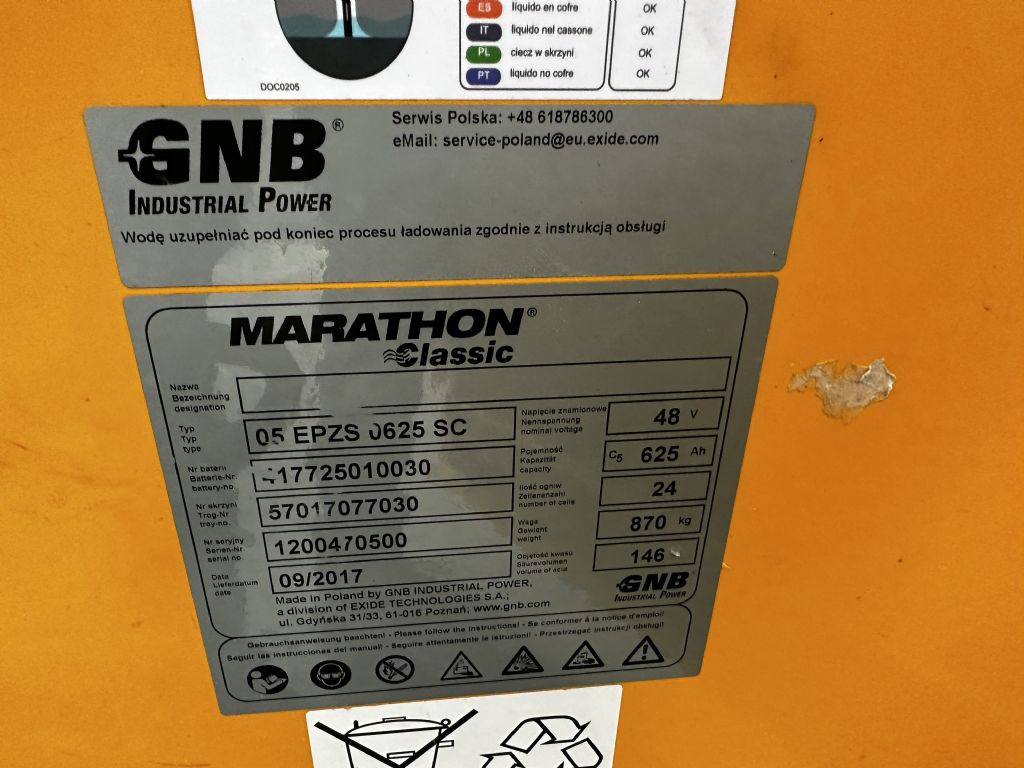 ES líquido en cofre OK
IT liquido nel cassone OK
PL ciecz w skrzyni OK
PT líquido no cofre OK
DOC0205
GNB®
INDUSTRIAL POWER
Serwis Polska: +48 618786300
eMail: service-poland@eu.exide.com
Wodę uzupełniać pod koniec procesu ładowania zgodnie z instrukcją obsługi
MARATHON®
Classic
Nazwa
Bezeichnung
designation
Typ
Typ
type
05 EPZS 0625 SC
Nr baterii
Batterie-Nr.
battery-no.
417725010030
Nr skrzyni
Trog-Nr
tray-no.
57017077030
Nr seryjny
Serien-Nr.
serial no.
1200470500
Data
Lieferdatum
date
09/2017
Napięcie znamionowe
Nennspannung
nominal voltage
48 V
Pojemność
Kapazität
capacity
C5 625 Ah
Ilość ogniw
Zellenanzahl
number of cells
24
Waga
Gewicht
weight
870 kg
Objętość kwasu
Säurevolumen
volume of acid
146
Made in Poland by GNB INDUSTRIAL POWER,
a division of EXIDE TECHNOLOGIES S.A.;
ul. Gdyńska 31/33, 61-016 Poznań; www.gnb.com
GNB®
INDUSTRIAL POWER
Gebrauchsanweisung beachten! - Please follow the instructions! - Se conformer á la notice d'emploi!
Seguir las instrucciones del manual! - Seguire attentamente le istruzioni! - Przestrzegać instrukcji obsługi!